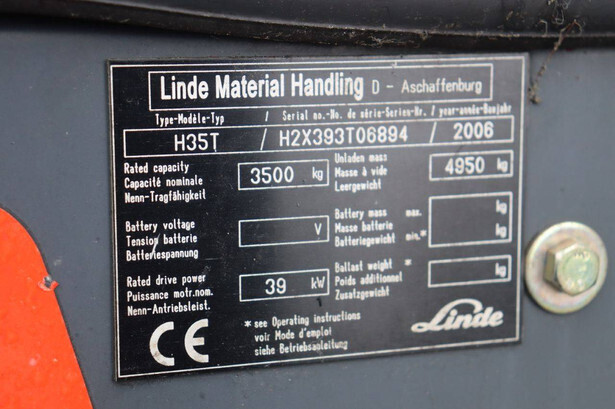 Linde Material Handling D - Aschaffenburg
Type-Modèle-Typ / Serial no.-No. de série-Serien-Nr. / year-année-Baujahr
H35T / H2X393T06894 / 2006
Rated capacity
Capacité nominale
Nenn-Tragfähigkeit
3500 kg
Unladen mass
Masse à vide
Leergewicht
4950 kg
Battery voltage
Tension batterie
Batteriespannung
V
Battery mass max.
Masse batterie
Batteriegewicht min.*
kg
kg
Rated drive power
Puissance motr.nom.
Nenn-Antriebsleist.
39 kW
Ballast weight *
Poids additionnel
Zusatzgewicht
kg
CE
* see Operating instructions
voir Mode d'emploi
siehe Betriebsanleitung
Linde